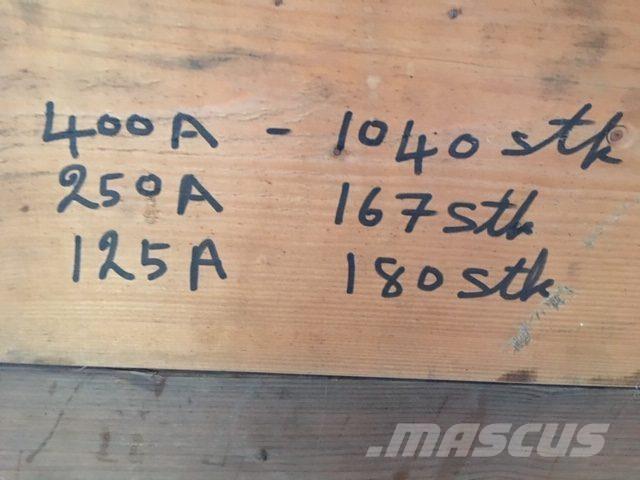 400A - 1040 stk
250A 167 stk
125A 180 stk
.MASCUS